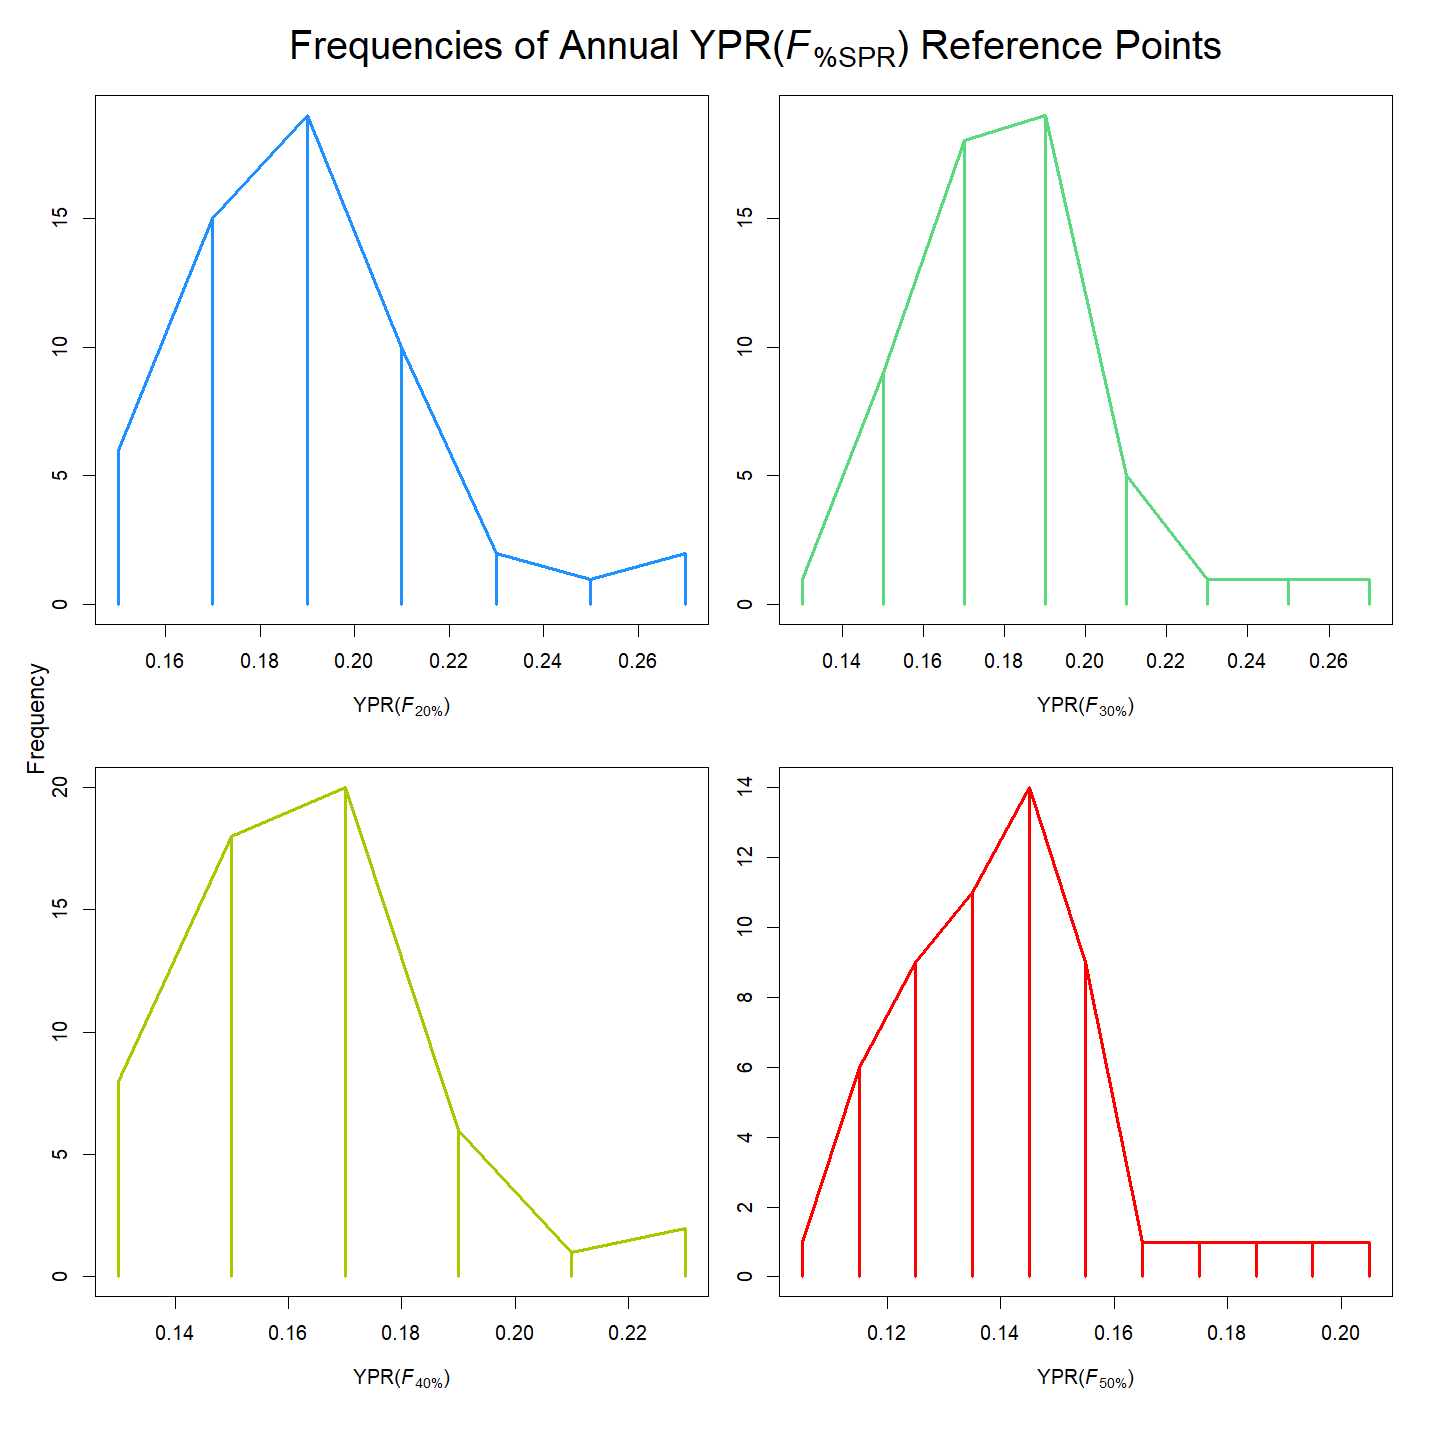 Frequencies of Annual YPR(F%SPR) Reference Points
Frequency
0 5 10 15
0.16 0.18 0.20 0.22 0.24 0.26
YPR(F20%)
0 5 10 15
0.14 0.16 0.18 0.20 0.22 0.24 0.26
YPR(F30%)
0 5 10 15 20
0.14 0.16 0.18 0.20 0.22
YPR(F40%)
0 2 4 6 8 10 12 14
0.12 0.14 0.16 0.18 0.20
YPR(F50%)